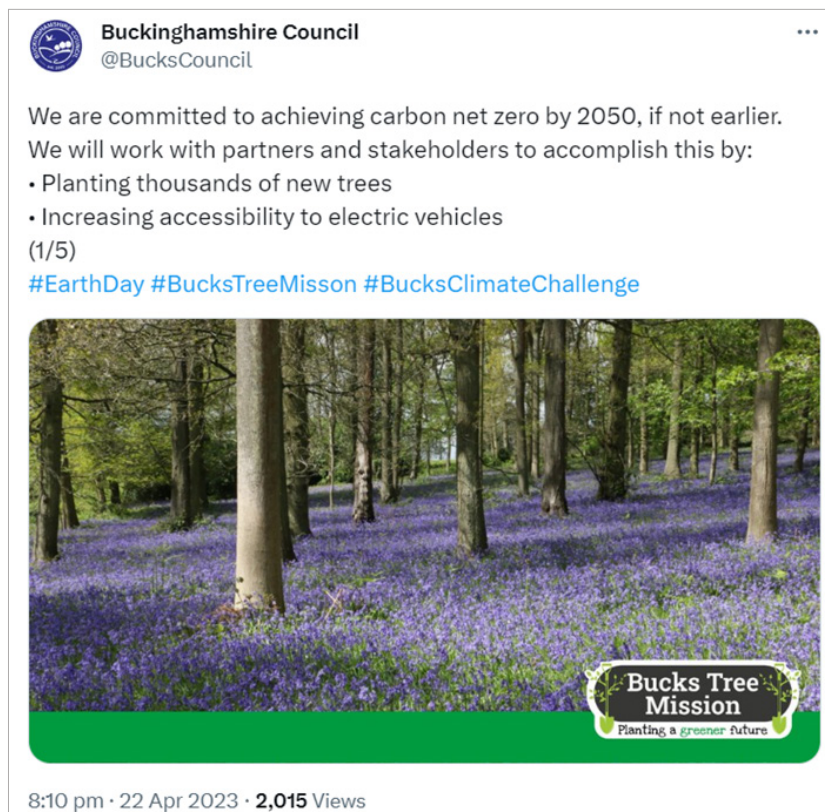 Buckinghamshire Council
@BucksCouncil
We are committed to achieving carbon net zero by 2050, if not earlier.
We will work with partners and stakeholders to accomplish this by:
• Planting thousands of new trees
• Increasing accessibility to electric vehicles
(1/5)
#EarthDay #BucksTreeMisson #BucksClimateChallenge
Bucks Tree
Mission
Planting a greener future
8:10 pm · 22 Apr 2023 · 2,015 Views